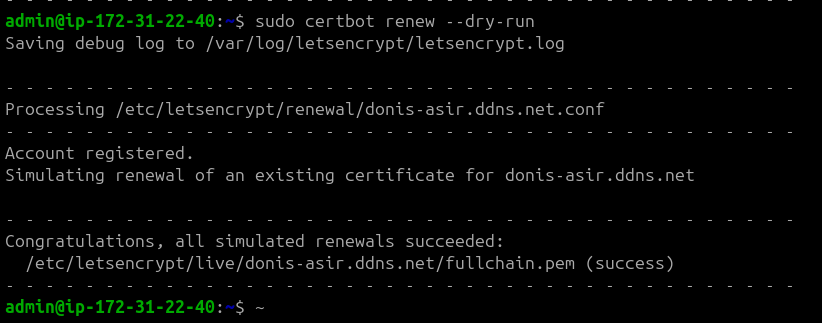 - - - - - - - - - - - - - - - - - - - - - - - - - - - - - - - - - - - - - - - -
admin@ip-172-31-22-40:~$ sudo certbot renew --dry-run
Saving debug log to /var/log/letsencrypt/letsencrypt.log
- - - - - - - - - - - - - - - - - - - - - - - - - - - - - - - - - - - - - - - -
Processing /etc/letsencrypt/renewal/donis-asir.ddns.net.conf
- - - - - - - - - - - - - - - - - - - - - - - - - - - - - - - - - - - - - - - -
Account registered.
Simulating renewal of an existing certificate for donis-asir.ddns.net
- - - - - - - - - - - - - - - - - - - - - - - - - - - - - - - - - - - - - - - -
Congratulations, all simulated renewals succeeded:
  /etc/letsencrypt/live/donis-asir.ddns.net/fullchain.pem (success)
- - - - - - - - - - - - - - - - - - - - - - - - - - - - - - - - - - - - - - - -
admin@ip-172-31-22-40:~$ ~